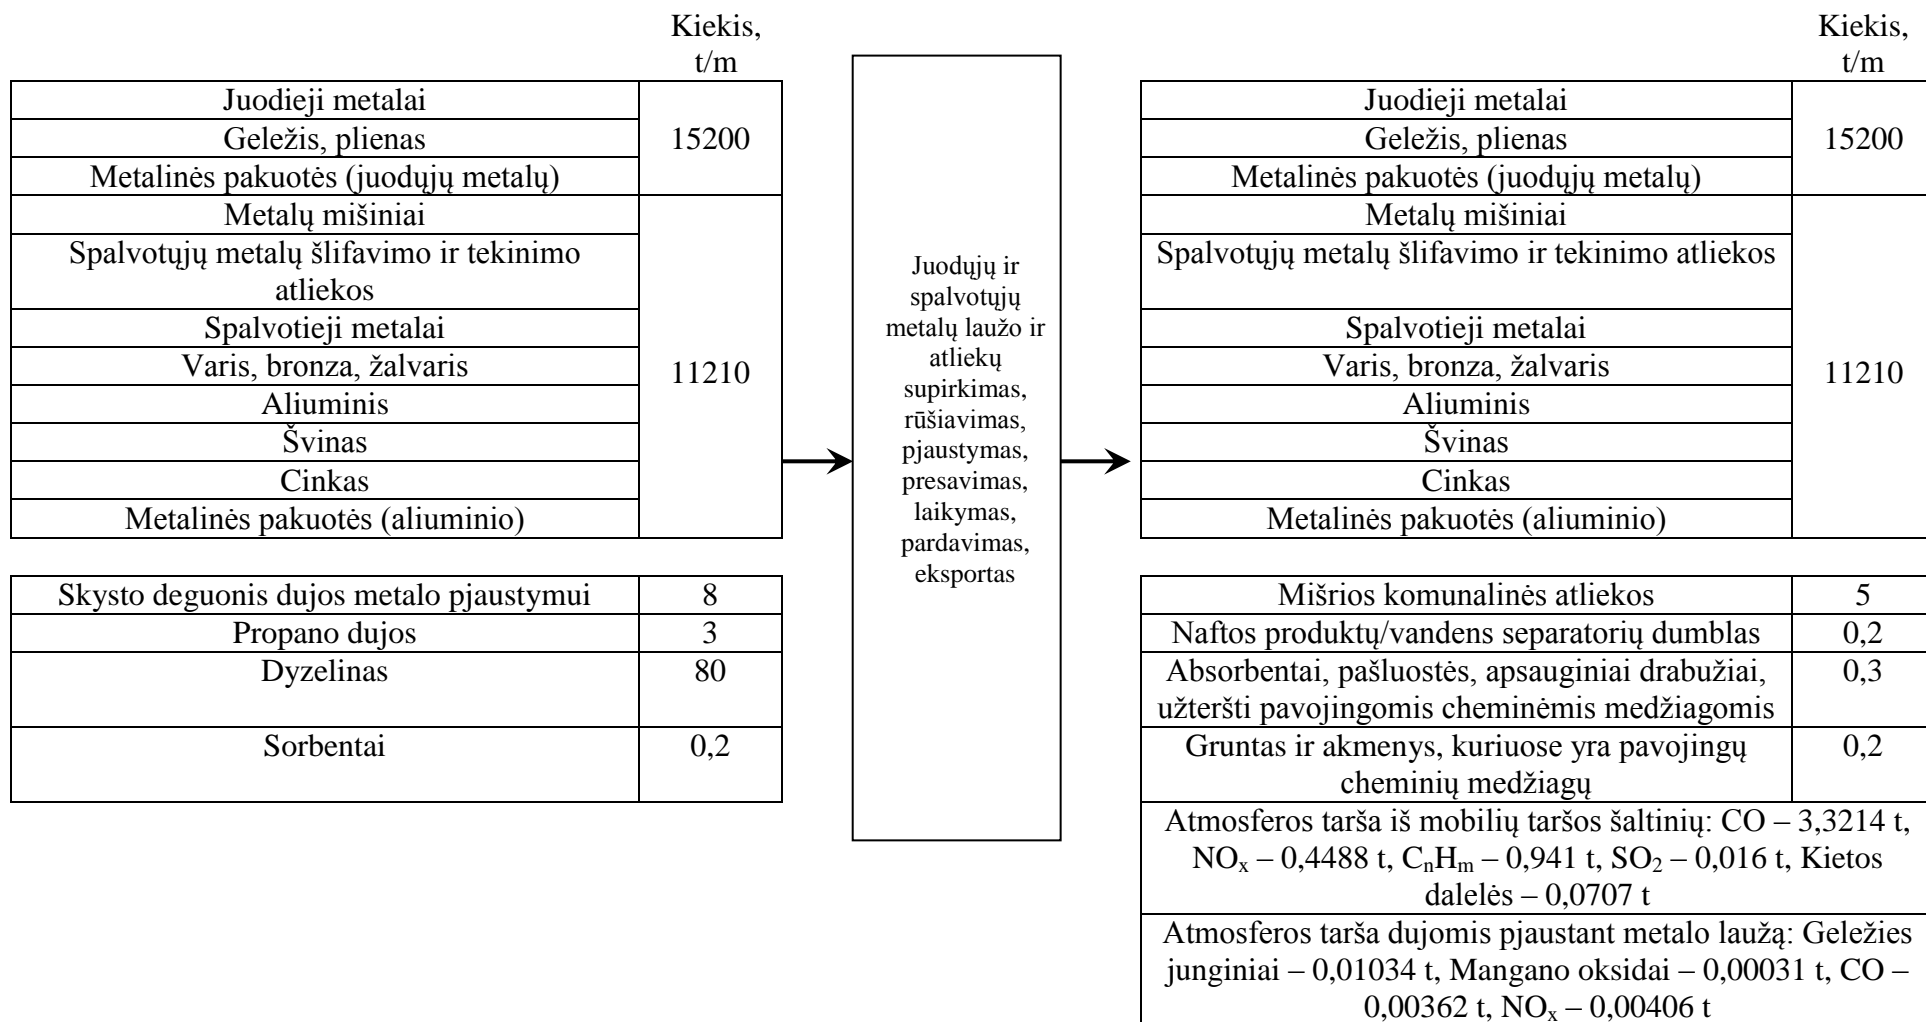 Kiekis,
t/m
Juodieji metalai
Geležis, plienas
15200
Metalinės pakuotės (juodųjų metalų)
Metalų mišiniai
Spalvotųjų metalų šlifavimo ir tekinimo
atliekos
Spalvotieji metalai
Varis, bronza, žalvaris
11210
Aliuminis
Švinas
Cinkas
Metalinės pakuotės (aliuminio)
Skysto deguonis dujos metalo pjaustymui 8
Propano dujos 3
Dyzelinas 80
Sorbentai 0,2
Juodųjų ir
spalvotųjų
metalų laužo ir
atliekų
supirkimas,
rūšiavimas,
pjaustymas,
presavimas,
laikymas,
pardavimas,
eksportas
Kiekis,
t/m
Juodieji metalai
Geležis, plienas
15200
Metalinės pakuotės (juodųjų metalų)
Metalų mišiniai
Spalvotųjų metalų šlifavimo ir tekinimo atliekos
Spalvotieji metalai
Varis, bronza, žalvaris
11210
Aliuminis
Švinas
Cinkas
Metalinės pakuotės (aliuminio)
Mišrios komunalinės atliekos 5
Naftos produktų/vandens separatorių dumblas 0,2
Absorbentai, pašluostės, apsauginiai drabužiai, 0,3
užteršti pavojingomis cheminėmis medžiagomis
Gruntas ir akmenys, kuriuose yra pavojingų 0,2
cheminių medžiagų
Atmosferos tarša iš mobilių taršos šaltinių: CO – 3,3214 t,
NOₓ – 0,4488 t, CₙHₘ – 0,941 t, SO₂ – 0,016 t, Kietos
dalelės – 0,0707 t
Atmosferos tarša dujomis pjaustant metalo laužą: Geležies
junginiai – 0,01034 t, Mangano oksidai – 0,00031 t, CO –
0,00362 t, NOₓ – 0,00406 t